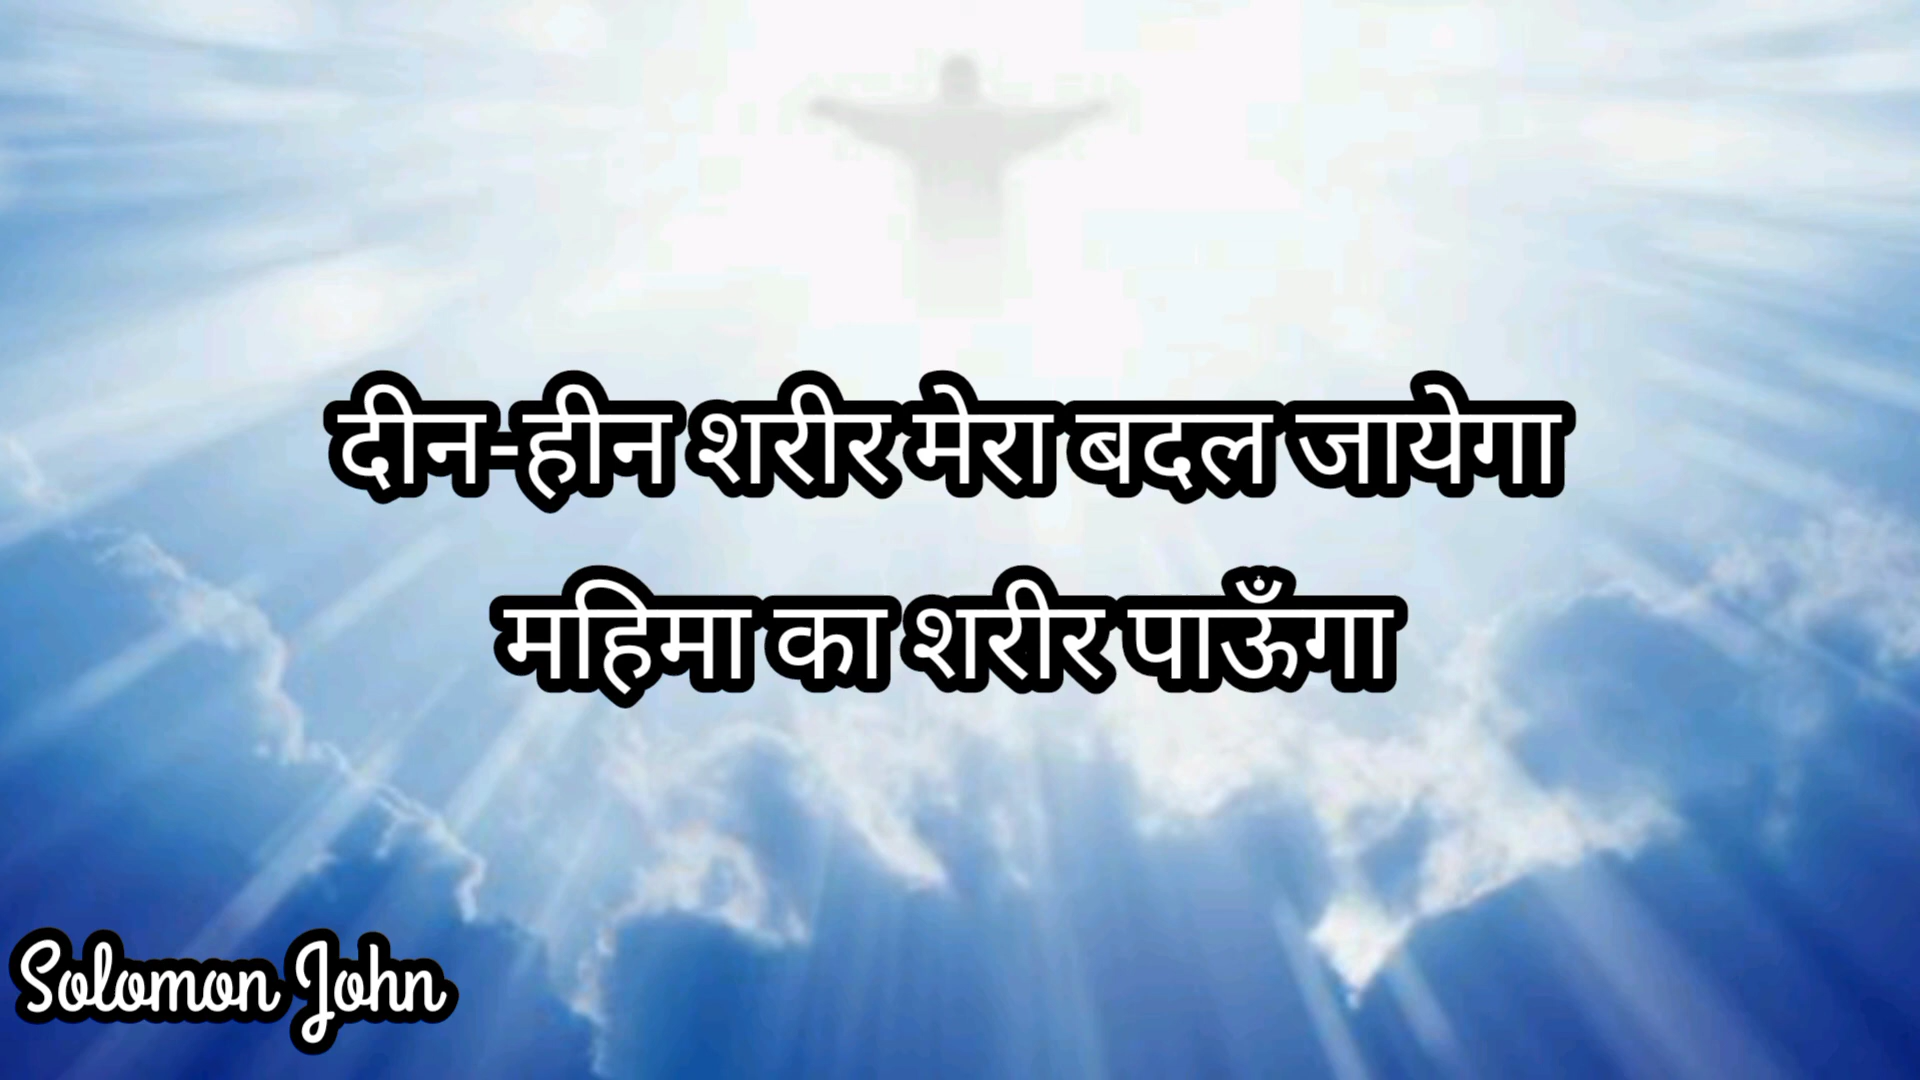 दीन-हीन शरीर मेरा बदल जायेगा
महिमा का शरीर पाऊँगा
Solomon John